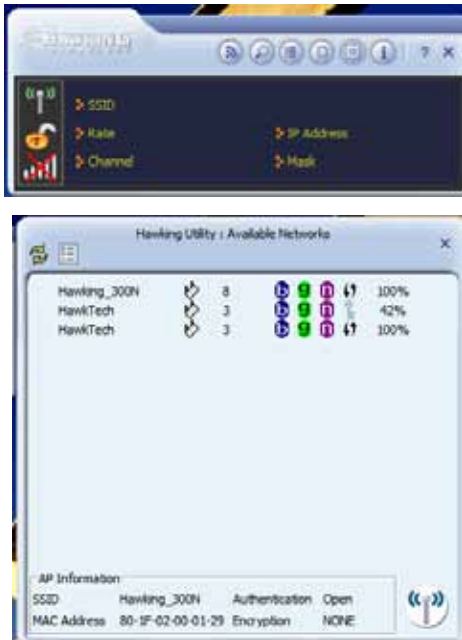 ? ×
SSID
Rate IP Address
Channel Mask
Hawking Utility : Available Networks ×
Hawking_300N 8 b g n 100%
HawkTech 3 b g n 42%
HawkTech 3 b g n 100%
AP Information
SSID Hawking_300N Authentication Open
MAC Address 80-1F-02-00-01-29 Encryption NONE